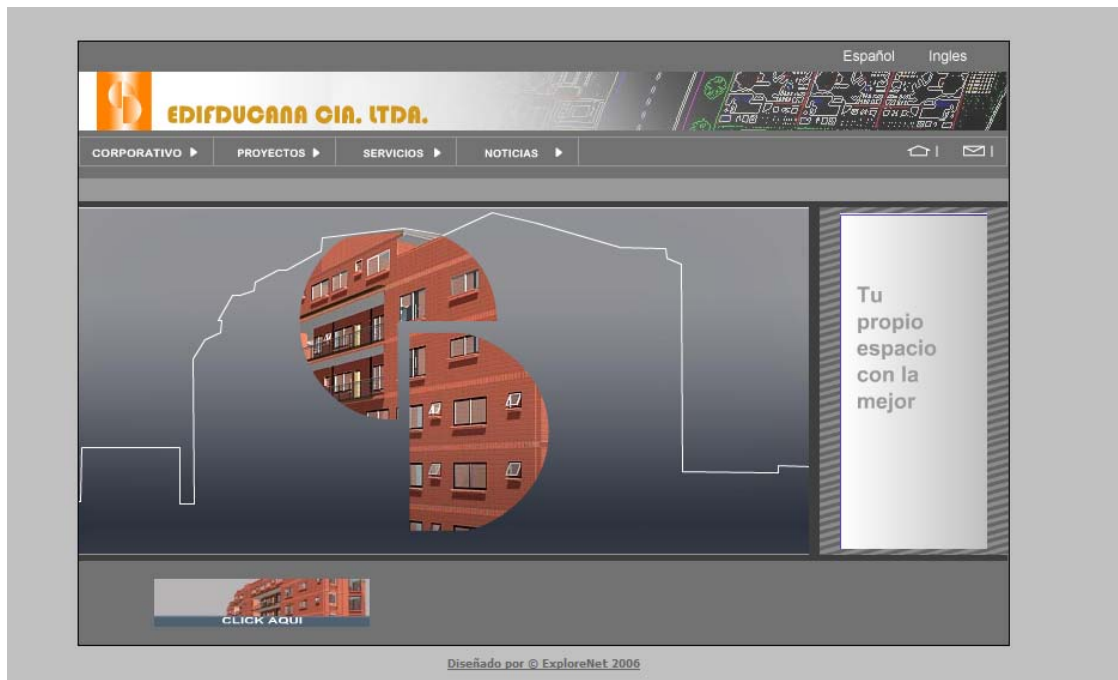 Español Ingles
EDIFDUCANA CIA. LTDA.
CORPORATIVO PROYECTOS SERVICIOS NOTICIAS
Tu
propio
espacio
con la
mejor
CLICK AQUI
Diseñado por © ExploreNet 2006